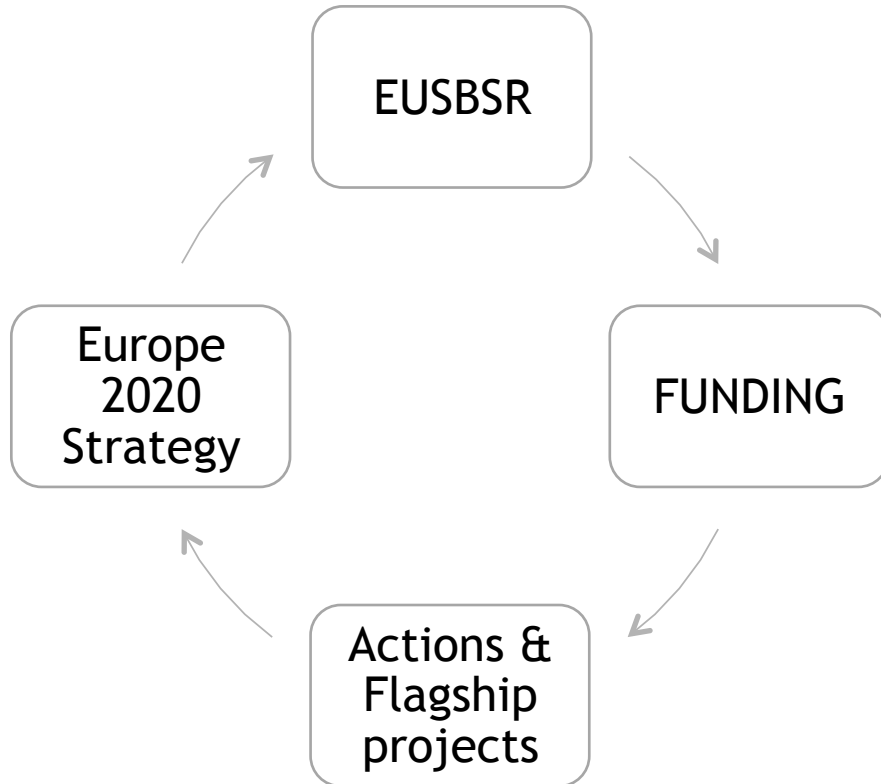 EUSBSR
Europe
2020
Strategy
FUNDING
Actions &
Flagship
projects